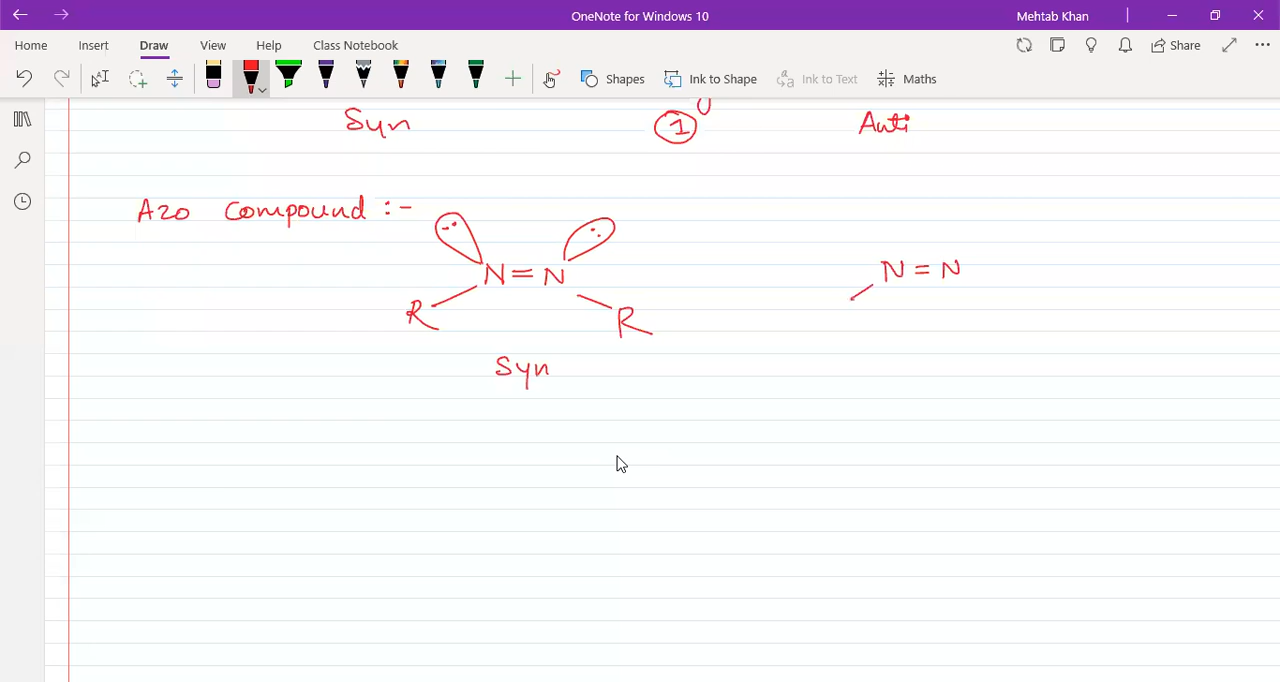 OneNote for Windows 10
Mehtab Khan
Home Insert Draw View Help Class Notebook
Share
Shapes Ink to Shape Ink to Text Maths
Syn 1 Anti
Azo Compound :-
N = N
R R
Syn
N = N